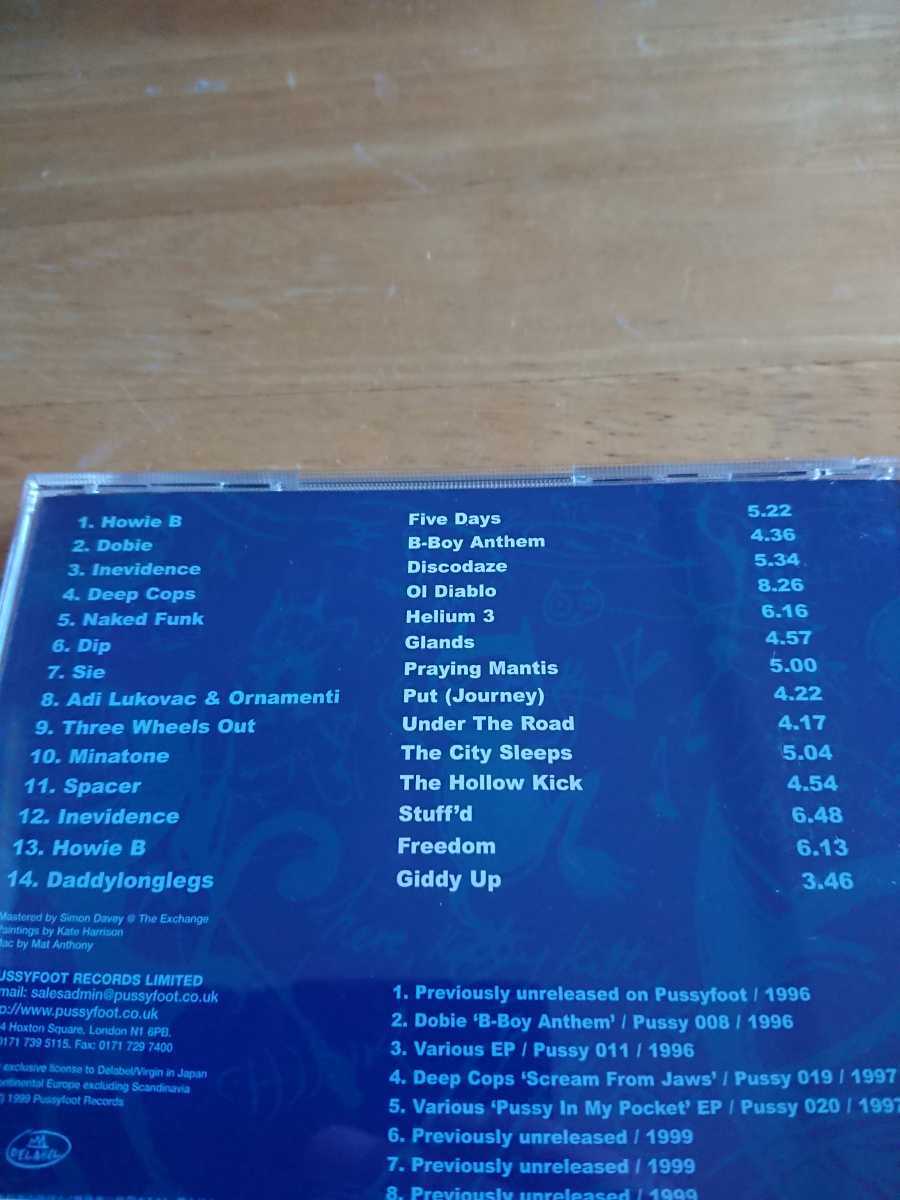 1. Howie B Five Days 5.22
2. Dobie B-Boy Anthem 4.36
3. Inevidence Discodaze 5.34
4. Deep Cops Ol Diablo 8.26
5. Naked Funk Helium 3 6.16
6. Dip Glands 4.57
7. Sie Praying Mantis 5.00
8. Adi Lukovac & Ornamenti Put (Journey) 4.22
9. Three Wheels Out Under The Road 4.17
10. Minatone The City Sleeps 5.04
11. Spacer The Hollow Kick 4.54
12. Inevidence Stuff'd 6.48
13. Howie B Freedom 6.13
14. Daddylonglegs Giddy Up 3.46
Mastered by Simon Davey @ The Exchange
Paintings by Kate Harrison
Mac by Mat Anthony
USSYFOOT RECORDS LIMITED
mail: salesadmin@pussyfoot.co.uk
p://www.pussyfoot.co.uk
4 Hoxton Square, London N1 6PB.
0171 739 5115. Fax: 0171 729 7400
exclusive license to Delabel/Virgin in Japan
ontinental Europe excluding Scandinavia
1999 Pussyfoot Records
DELABEL
1. Previously unreleased on Pussyfoot / 1996
2. Dobie 'B-Boy Anthem' / Pussy 008 / 1996
3. Various EP / Pussy 011 / 1996
4. Deep Cops 'Scream From Jaws' / Pussy 019 / 1997
5. Various 'Pussy In My Pocket' EP / Pussy 020 / 1997
6. Previously unreleased / 1999
7. Previously unreleased / 1999
8. Previously unreleased / 1999